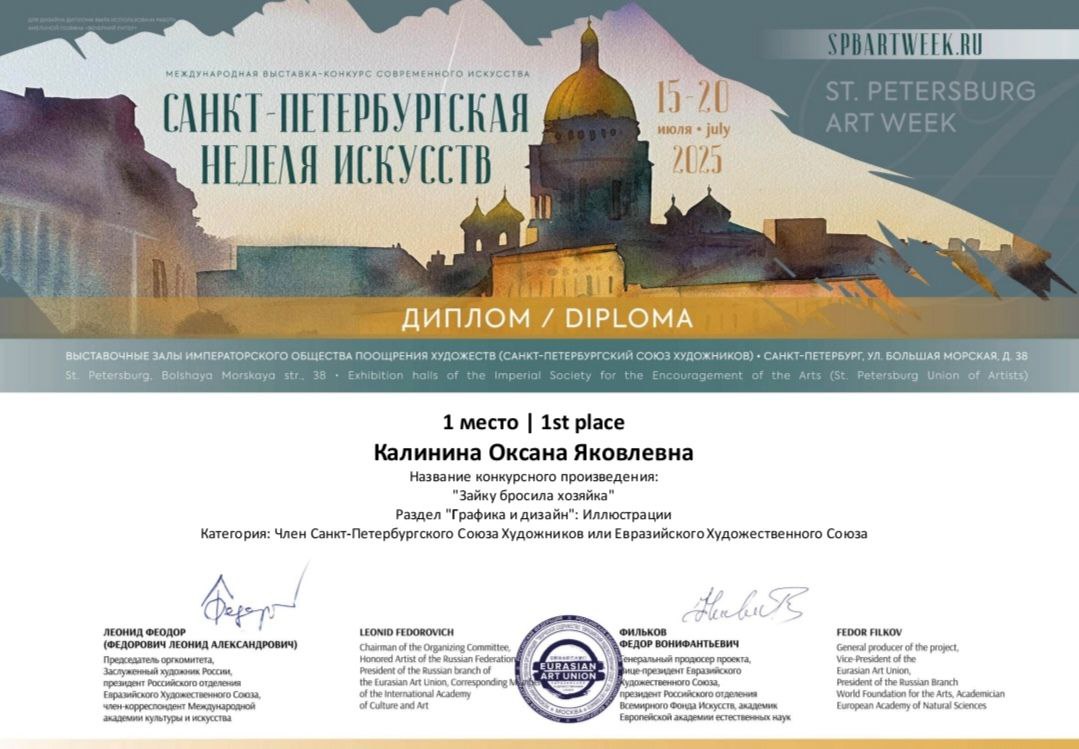 ДЛЯ ДИЗАЙНА ДИПЛОМА БЫЛА ИСПОЛЬЗОВАНА РАБОТА
«ВЕЧЕРНИЙ ПИТЕР»
SPBARTWEEK.RU
МЕЖДУНАРОДНАЯ ВЫСТАВКА-КОНКУРС СОВРЕМЕННОГО ИСКУССТВА
САНКТ-ПЕТЕРБУРГСКАЯ
НЕДЕЛЯ ИСКУССТВ
15-20
июля • july
2025
ST. PETERSBURG
ART WEEK
ДИПЛОМ / DIPLOMA
ВЫСТАВОЧНЫЕ ЗАЛЫ ИМПЕРАТОРСКОГО ОБЩЕСТВА ПООЩРЕНИЯ ХУДОЖЕСТВ (САНКТ-ПЕТЕРБУРГСКИЙ СОЮЗ ХУДОЖНИКОВ) • САНКТ-ПЕТЕРБУРГ, УЛ. БОЛЬШАЯ МОРСКАЯ, Д. 38
St. Petersburg, Bolshaya Morskaya str., 38 • Exhibition halls of the Imperial Society for the Encouragement of the Arts (St. Petersburg Union of Artists)
1 место | 1st place
Калинина Оксана Яковлевна
Название конкурсного произведения:
"Зайку бросила хозяйка"
Раздел "Графика и дизайн": Иллюстрации
Категория: Член Санкт-Петербургского Союза Художников или Евразийского Художественного Союза
ЛЕОНИД ФЕОДОР
(ФЕДОРОВИЧ ЛЕОНИД АЛЕКСАНДРОВИЧ)
Председатель оргкомитета,
Заслуженный художник России,
президент Российского отделения
Евразийского Художественного Союза,
член-корреспондент Международной
академии культуры и искусства
LEONID FEDOROVICH
Chairman of the Organizing Committee,
Honored Artist of the Russian Federation,
President of the Russian branch of
the Eurasian Art Union, Corresponding Member
of the International Academy
of Culture and Art
EURASIAN
ART UNION
МОСКВА
ФИЛЬКОВ
ФЕДОР ВОНИФАНТЬЕВИЧ
Генеральный продюсер проекта,
вице-президент Евразийского
Художественного Союза,
президент Российского отделения
Всемирного Фонда Искусств, академик
Европейской академии естественных наук
FEDOR FILKOV
General producer of the project,
Vice-President of the
Eurasian Art Union,
President of the Russian Branch
World Foundation for the Arts, Academician
European Academy of Natural Sciences